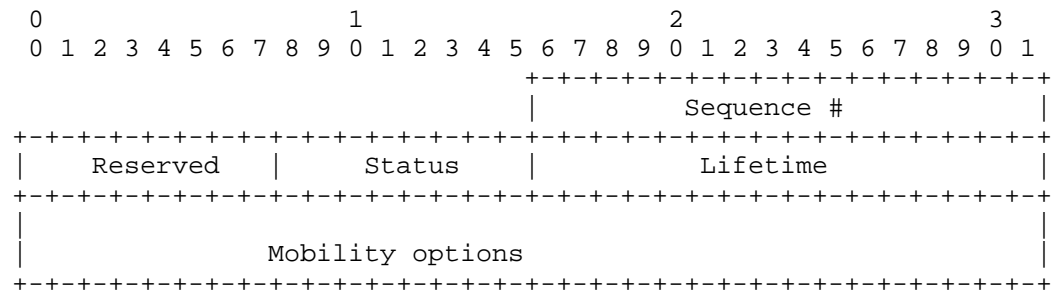 0                   1                   2                   3
 0 1 2 3 4 5 6 7 8 9 0 1 2 3 4 5 6 7 8 9 0 1 2 3 4 5 6 7 8 9 0 1
                                +-+-+-+-+-+-+-+-+-+-+-+-+-+-+-+-+
                                |         Sequence #            |
+-+-+-+-+-+-+-+-+-+-+-+-+-+-+-+-+-+-+-+-+-+-+-+-+-+-+-+-+-+-+-+-+
|    Reserved   |     Status    |          Lifetime             |
+-+-+-+-+-+-+-+-+-+-+-+-+-+-+-+-+-+-+-+-+-+-+-+-+-+-+-+-+-+-+-+-+
|                                                               |
|               Mobility options                                |
+-+-+-+-+-+-+-+-+-+-+-+-+-+-+-+-+-+-+-+-+-+-+-+-+-+-+-+-+-+-+-+-+